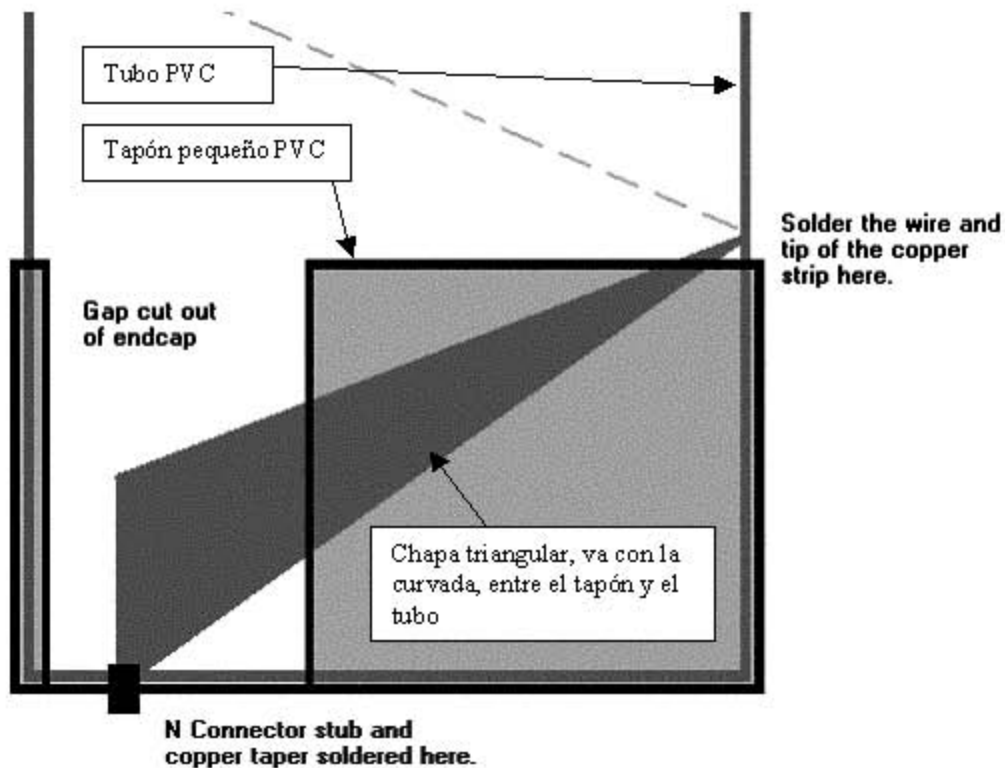 Tubo PVC
Tapón pequeño PVC
Solder the wire and
tip of the copper
strip here.
Gap cut out
of endcap
Chapa triangular, va con la
curvada, entre el tapón y el
tubo
N Connector stub and
copper taper soldered here.